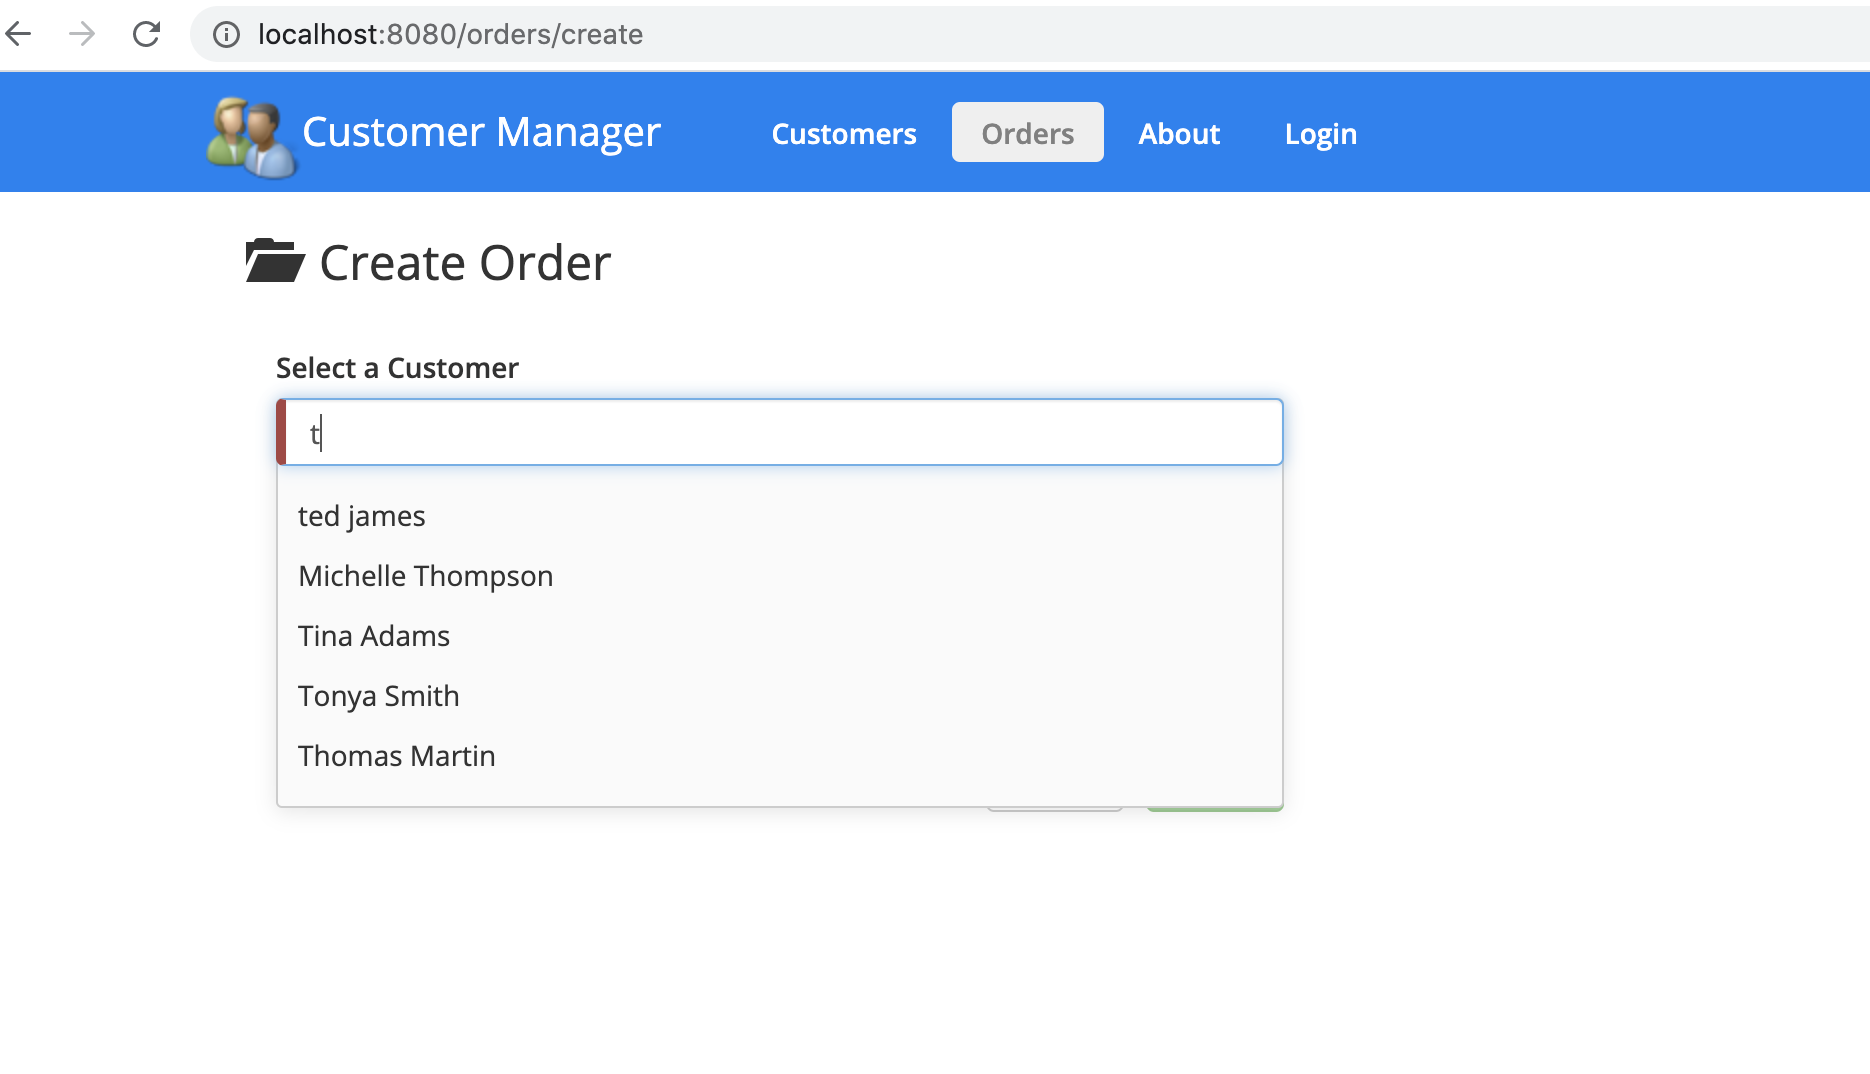 localhost:8080/orders/create
Customer Manager Customers Orders About Login
Create Order
Select a Customer
t
ted james
Michelle Thompson
Tina Adams
Tonya Smith
Thomas Martin